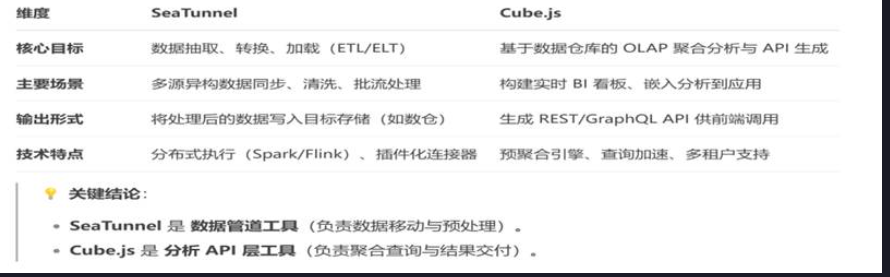 维度 SeaTunnel Cube.js
核心目标 数据抽取、转换、加载（ETL/ELT） 基于数据仓库的 OLAP 聚合分析与 API 生成
主要场景 多源异构数据同步、清洗、批流处理 构建实时 BI 看板、嵌入分析到应用
输出形式 将处理后的数据写入目标存储（如数仓） 生成 REST/GraphQL API 供前端调用
技术特点 分布式执行（Spark/Flink）、插件化连接器 预聚合引擎、查询加速、多租户支持
💡 关键结论：
• SeaTunnel 是 数据管道工具（负责数据移动与预处理）。
• Cube.js 是 分析 API 层工具（负责聚合查询与结果交付）。